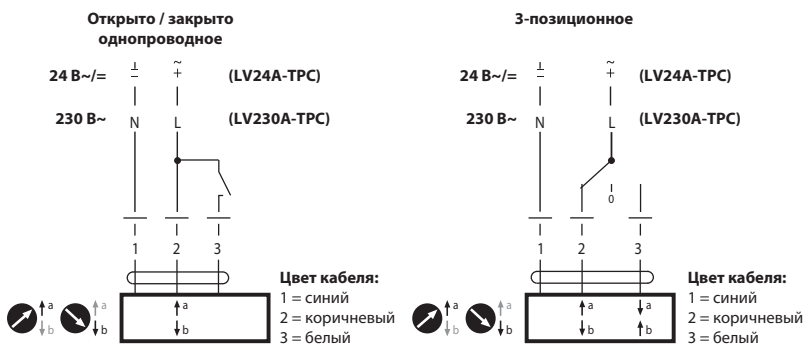 Открыто / закрыто
однопроводное
24 В~/=
⊥
–
~
+
(LV24A-TPC)
230 В~
N
L
(LV230A-TPC)
1
2
3
a
b
a
b
a
b
Цвет кабеля:
1 = синий
2 = коричневый
3 = белый
3-позиционное
24 В~/=
⊥
–
~
+
(LV24A-TPC)
230 В~
N
L
(LV230A-TPC)
0
1
2
3
a
b
a
b
a
b
a
b
Цвет кабеля:
1 = синий
2 = коричневый
3 = белый